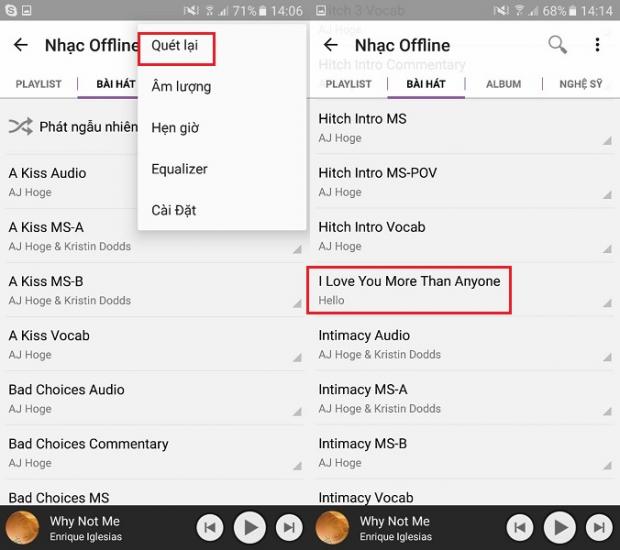 71% 14:06
Nhạc Offline
Quét lại
Âm lượng
Hẹn giờ
Equalizer
Cài Đặt
PLAYLIST
BÀI HÁT
Phát ngẫu nhiên
A Kiss Audio
AJ Hoge
A Kiss MS-A
AJ Hoge & Kristin Dodds
A Kiss MS-B
AJ Hoge & Kristin Dodds
A Kiss Vocab
AJ Hoge
Bad Choices Audio
AJ Hoge
Bad Choices Commentary
AJ Hoge
Bad Choices MS
Why Not Me
Enrique Iglesias
68% 14:14
Hitch 3 Vocab
Nhạc Offline
Hitch Intro Commentary
PLAYLIST BÀI HÁT ALBUM NGHỆ SỸ
Hitch Intro MS
AJ Hoge
Hitch Intro MS-POV
AJ Hoge
Hitch Intro Vocab
AJ Hoge
I Love You More Than Anyone
Hello
Intimacy Audio
AJ Hoge & Kristin Dodds
Intimacy MS-A
AJ Hoge & Kristin Dodds
Intimacy MS-B
AJ Hoge & Kristin Dodds
Intimacy Vocab
Why Not Me
Enrique Iglesias